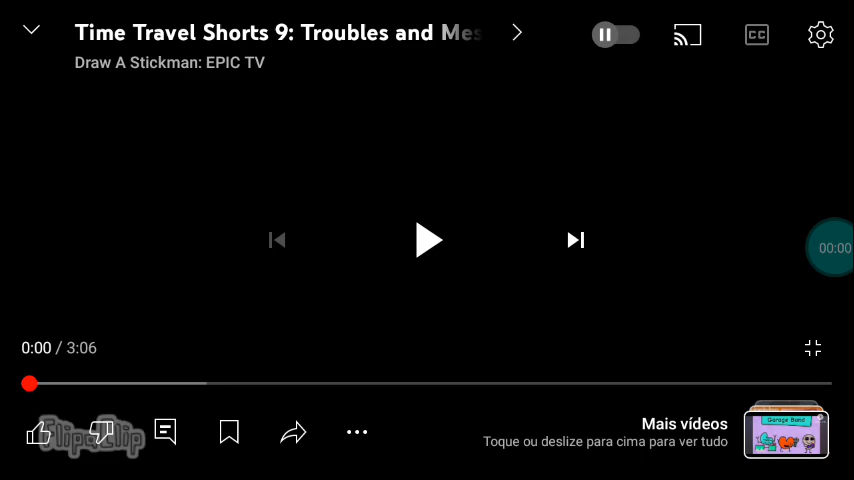 Time Travel Shorts 9: Troubles and Mes
Draw A Stickman: EPIC TV
CC
00:00
0:00 / 3:06
FlipaClip
Mais vídeos
Toque ou deslize para cima para ver tudo
Garage Band